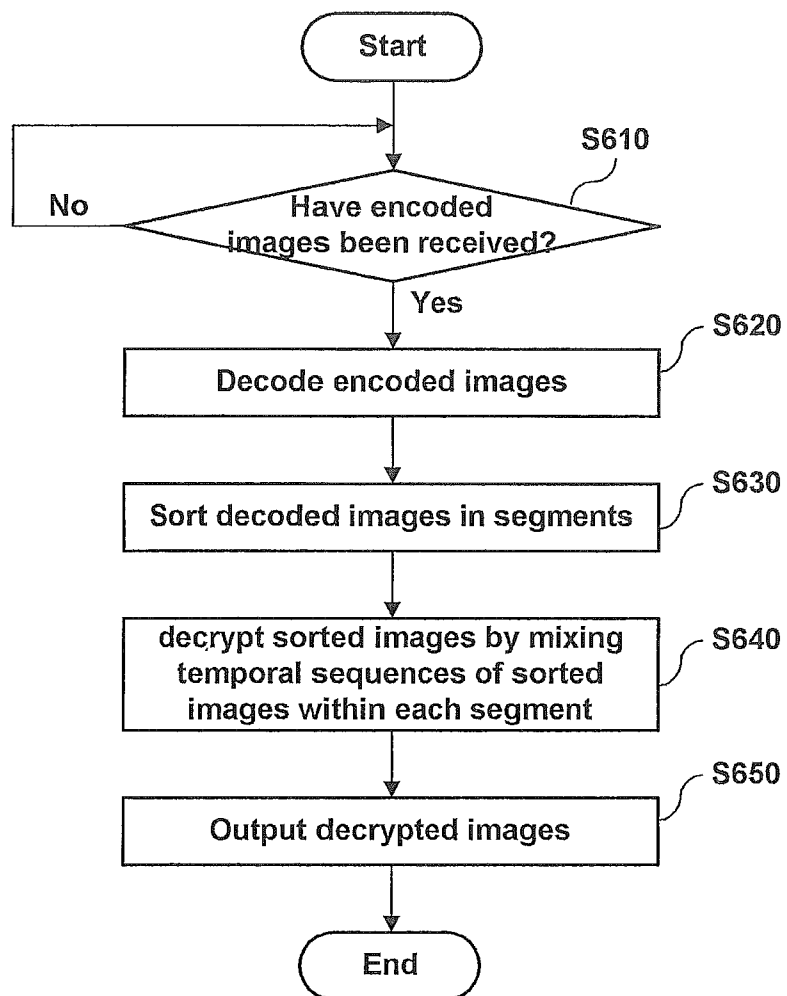 Start
S610
No
Have encoded
images been received?
Yes
S620
Decode encoded images
S630
Sort decoded images in segments
S640
decrypt sorted images by mixing
temporal sequences of sorted
images within each segment
S650
Output decrypted images
End